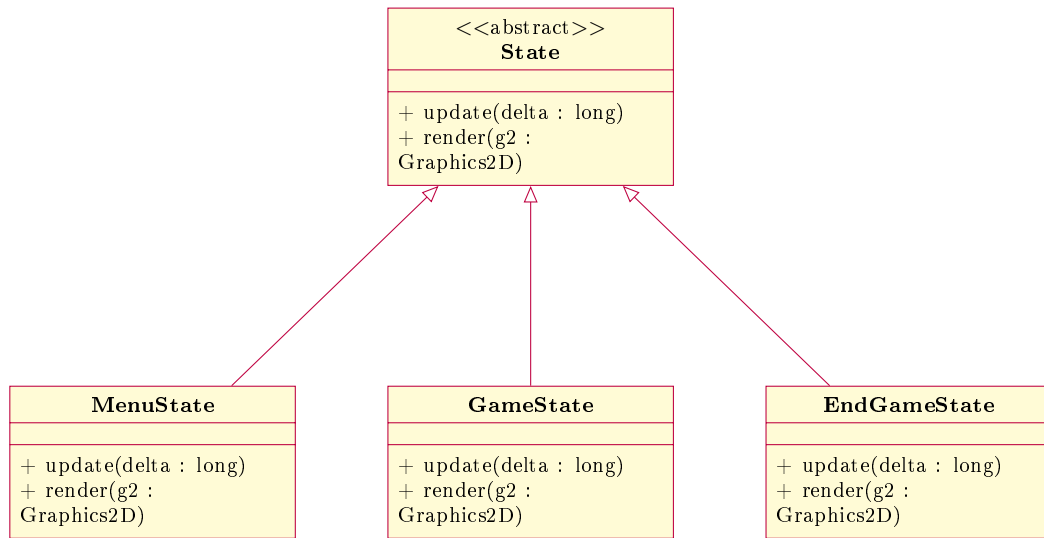 <<abstract>>
State
+ update(delta : long)
+ render(g2 :
Graphics2D)
MenuState
+ update(delta : long)
+ render(g2 :
Graphics2D)
GameState
+ update(delta : long)
+ render(g2 :
Graphics2D)
EndGameState
+ update(delta : long)
+ render(g2 :
Graphics2D)